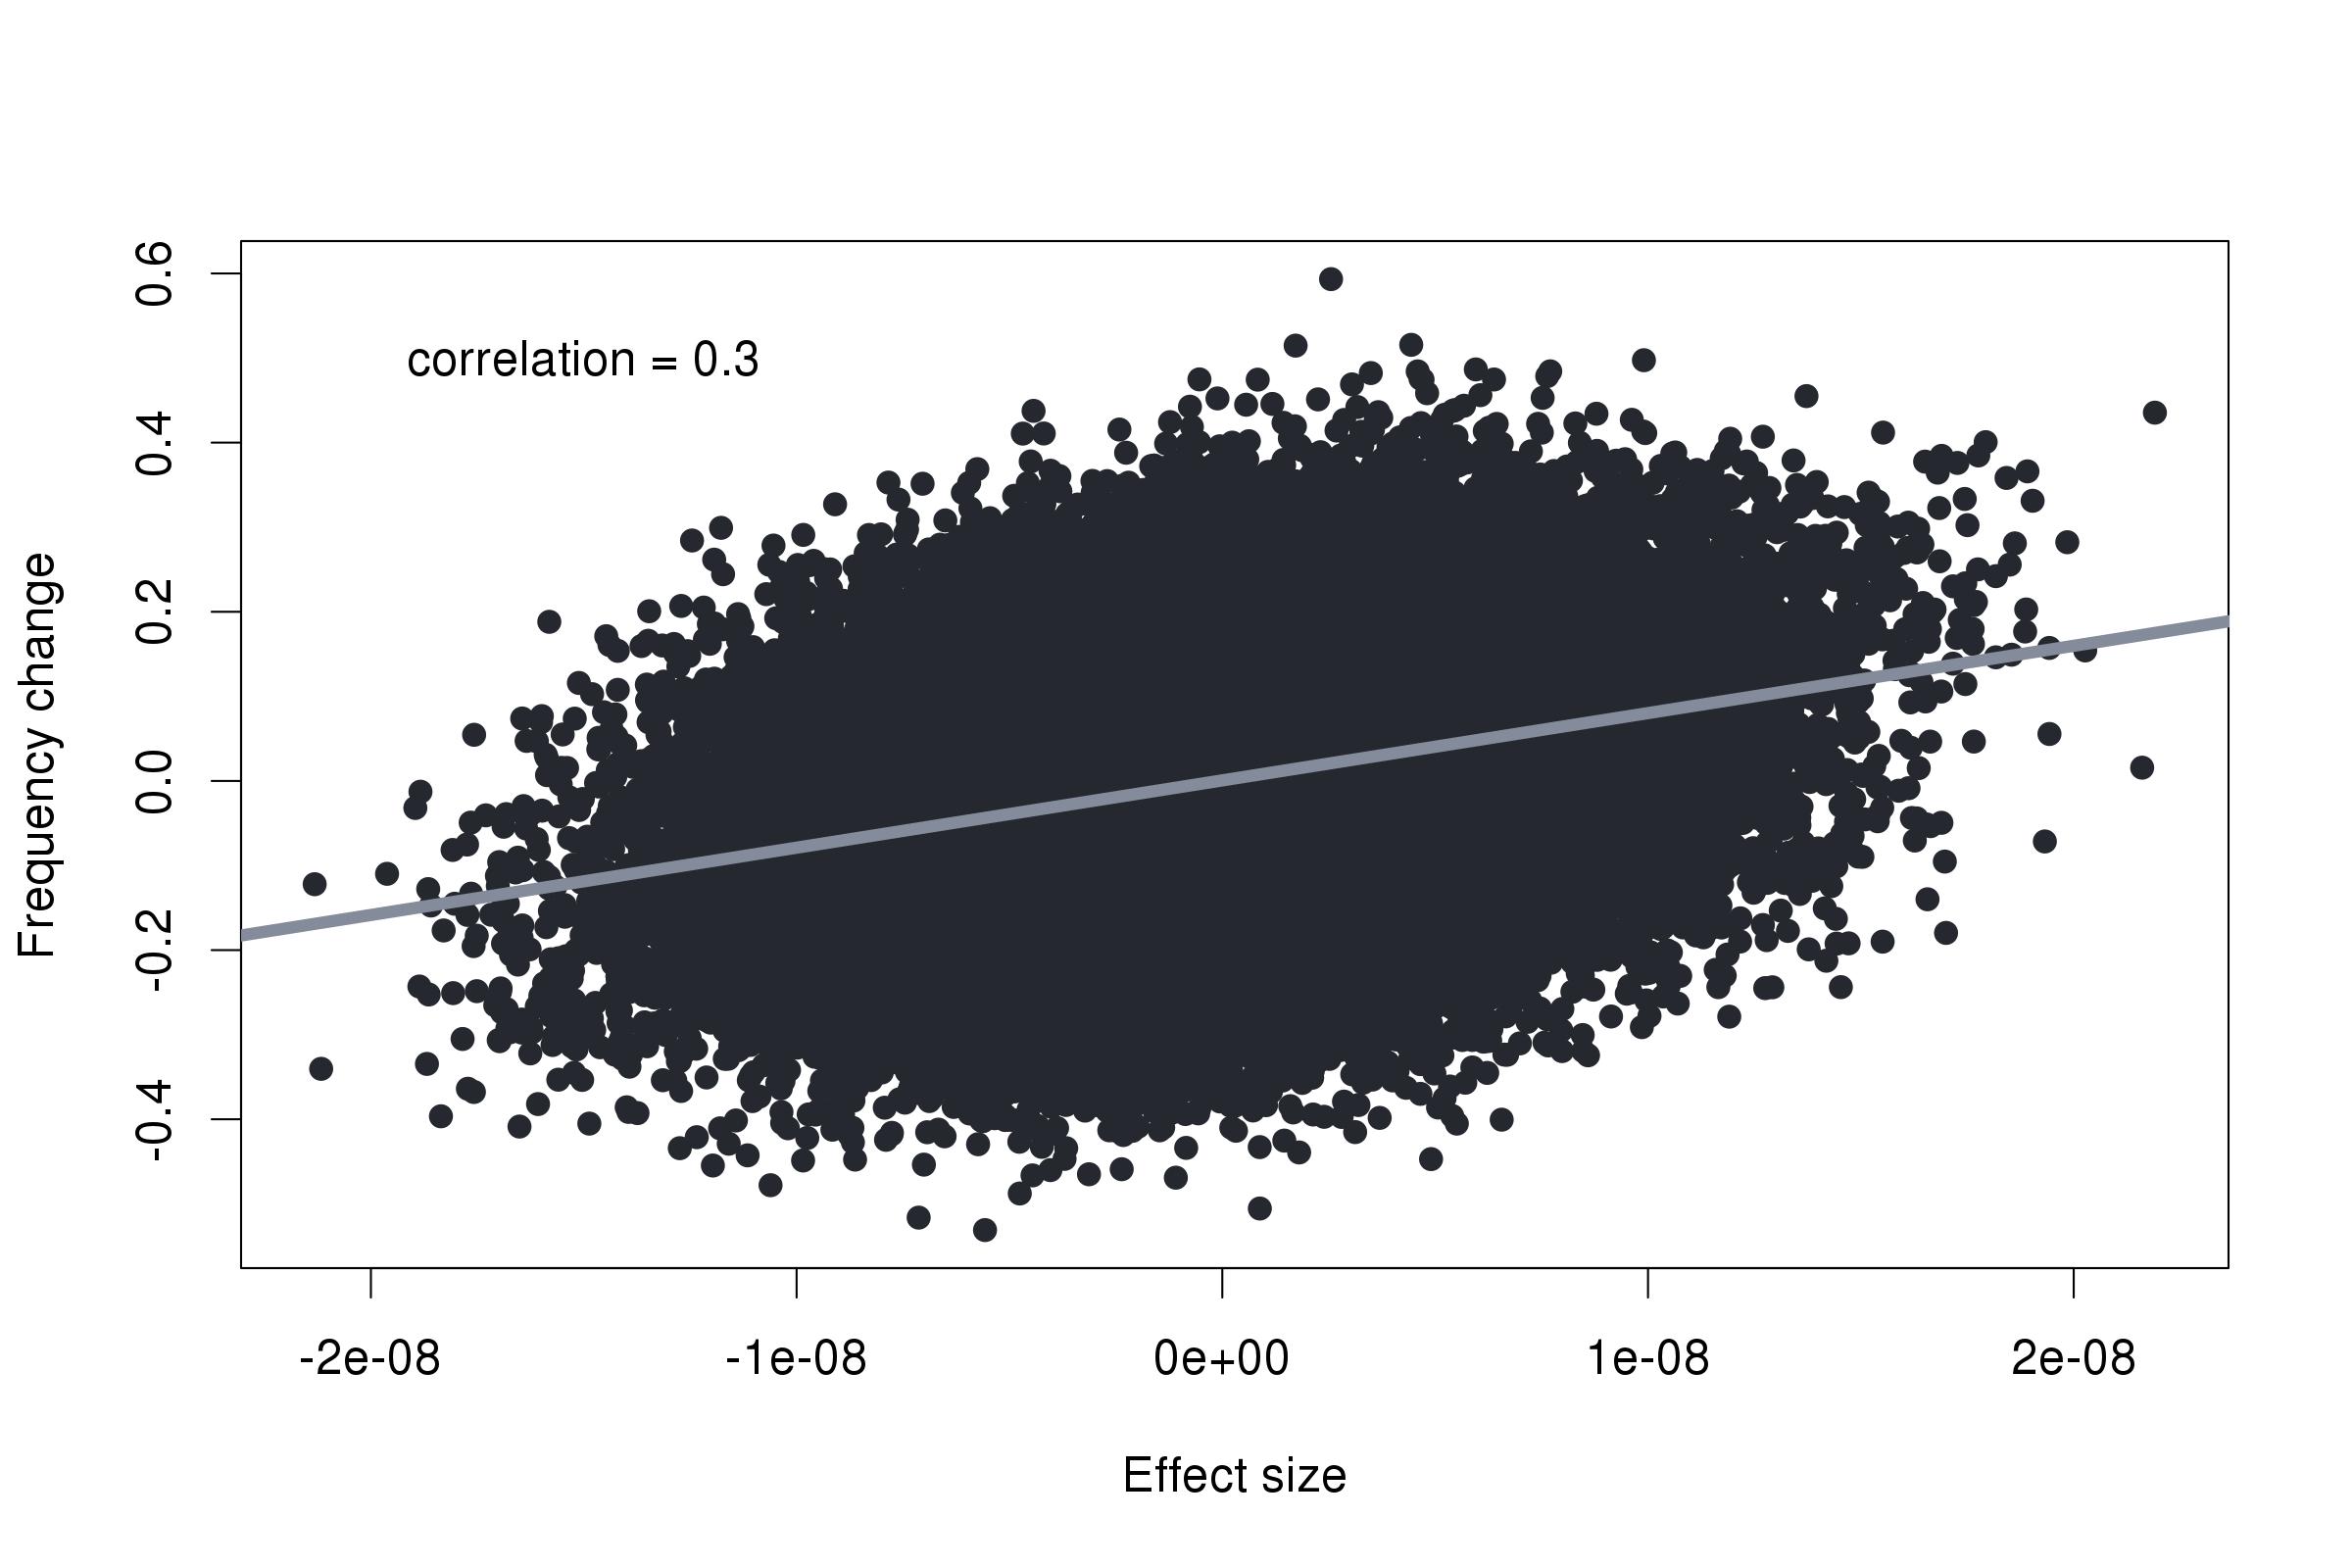 correlation = 0.3
Frequency change
0.6
0.4
0.2
0.0
-0.2
-0.4
-2e-08
-1e-08
0e+00
1e-08
2e-08
Effect size